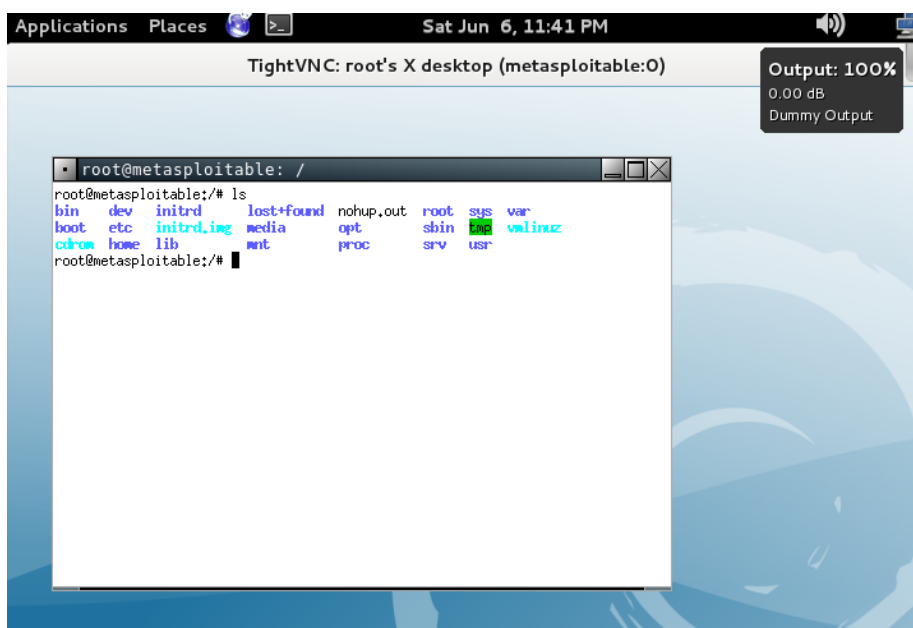 Applications Places Sat Jun 6, 11:41 PM
TightVNC: root's X desktop (metasploitable:0)
Output: 100%
0.00 dB
Dummy Output
root@metasploitable: /
root@metasploitable:/# ls
bin dev initrd lost+found nohup.out root sys var
boot etc initrd.img media opt sbin tmp vmlinuz
cdrom home lib mnt proc srv usr
root@metasploitable:/#